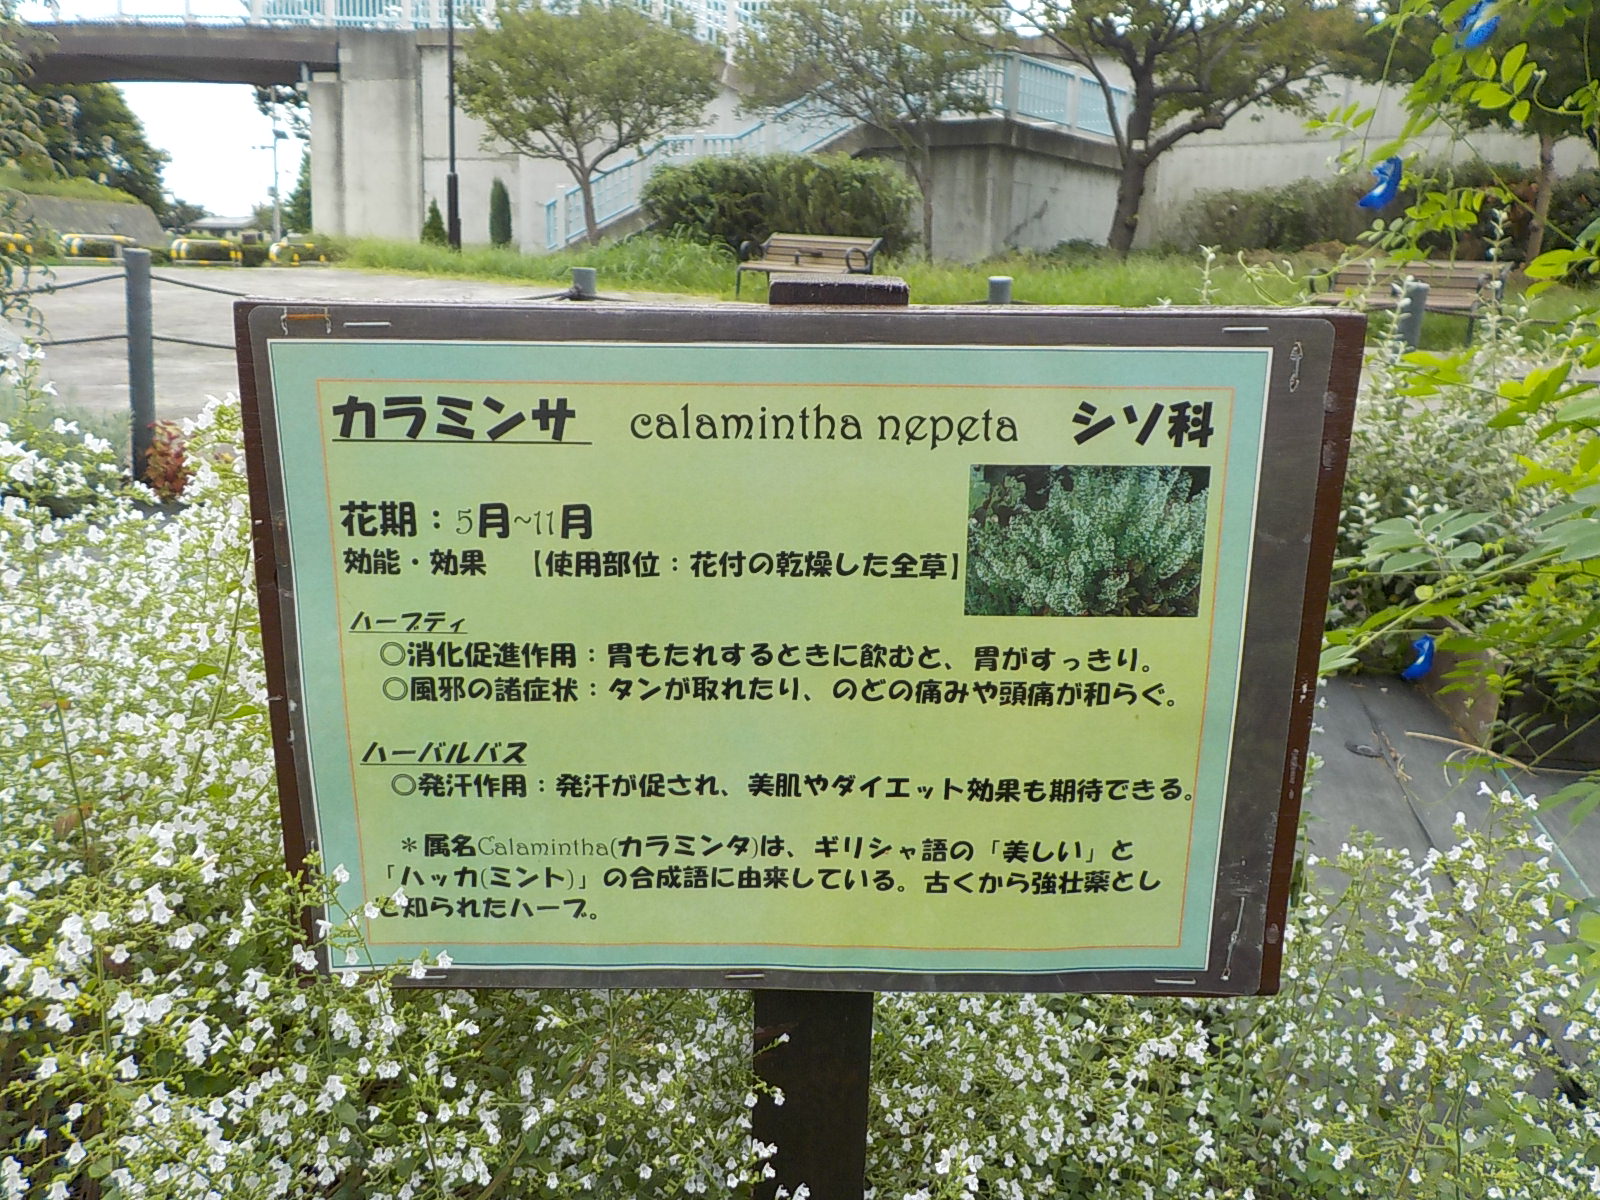 カラミンサ calamintha nepeta シソ科
花期：5月~11月
効能・効果 【使用部位：花付の乾燥した全草】
ハーブティ
◎消化促進作用：胃もたれするときに飲むと、胃がすっきり。
◎風邪の諸症状：タンが取れたり、のどの痛みや頭痛が和らぐ。
ハーバルバス
◎発汗作用：発汗が促され、美肌やダイエット効果も期待できる。
＊属名Calamintha(カラミンタ)は、ギリシャ語の「美しい」と
「ハッカ(ミント)」の合成語に由来している。古くから強壮薬とし
て知られたハーブ。